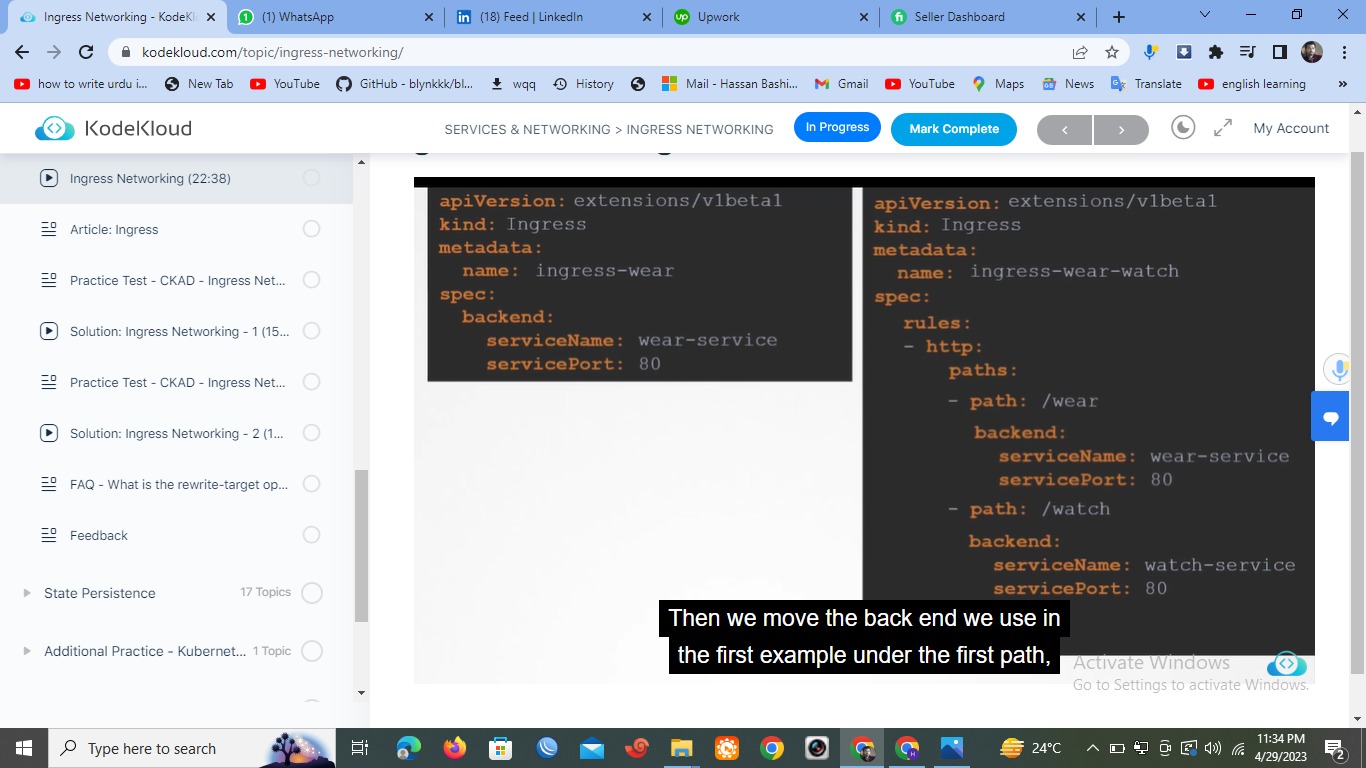 Ingress Networking - KodeKl
(1) WhatsApp
(18) Feed | LinkedIn
Upwork
Seller Dashboard
kodekloud.com/topic/ingress-networking/
how to write urdu i...
New Tab
YouTube
GitHub - blynkkk/bl...
wqq
History
Mail - Hassan Bashi...
Gmail
YouTube
Maps
News
Translate
english learning
»
KodeKloud
SERVICES & NETWORKING > INGRESS NETWORKING
In Progress
Mark Complete
My Account
Ingress Networking (22:38)
Article: Ingress
Practice Test - CKAD - Ingress Net...
Solution: Ingress Networking - 1 (15...
Practice Test - CKAD - Ingress Net...
Solution: Ingress Networking - 2 (1...
FAQ - What is the rewrite-target op...
Feedback
State Persistence 17 Topics
Additional Practice - Kubernet... 1 Topic
apiVersion: extensions/v1beta1
kind: Ingress
metadata:
name: ingress-wear
spec:
backend:
serviceName: wear-service
servicePort: 80
apiVersion: extensions/v1beta1
kind: Ingress
metadata:
name: ingress-wear-watch
spec:
rules:
- http:
paths:
- path: /wear
backend:
serviceName: wear-service
servicePort: 80
- path: /watch
backend:
serviceName: watch-service
servicePort: 80
Then we move the back end we use in
the first example under the first path,
Activate Windows
Go to Settings to activate Windows.
Type here to search
24°C
11:34 PM
4/29/2023
2